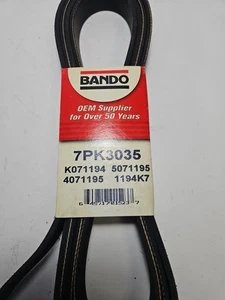 BANDO
OEM Supplier
for Over 50 Years
7PK3035
K071194 5071195
4071195 1194K7